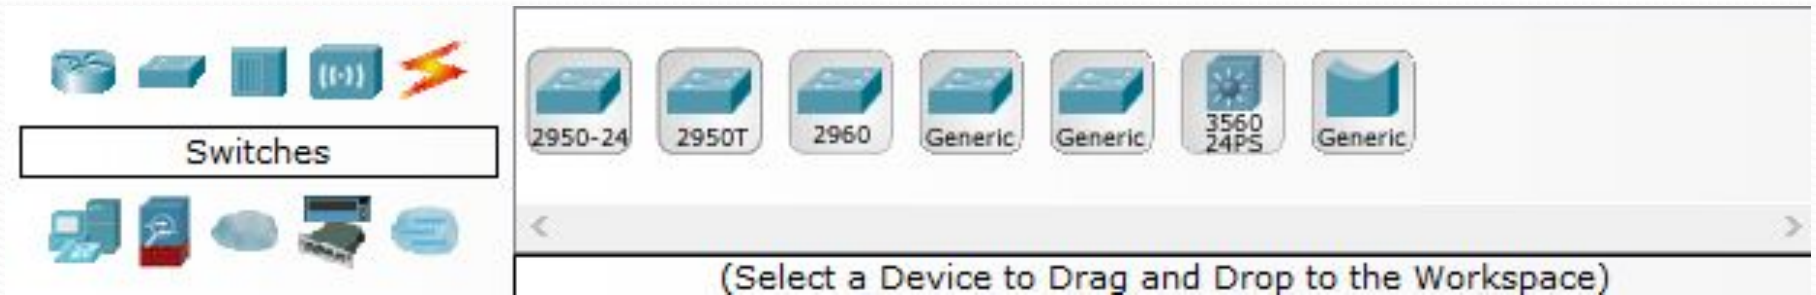 Switches
2950-24
2950T
2960
Generic
Generic
3560
24PS
Generic
(Select a Device to Drag and Drop to the Workspace)